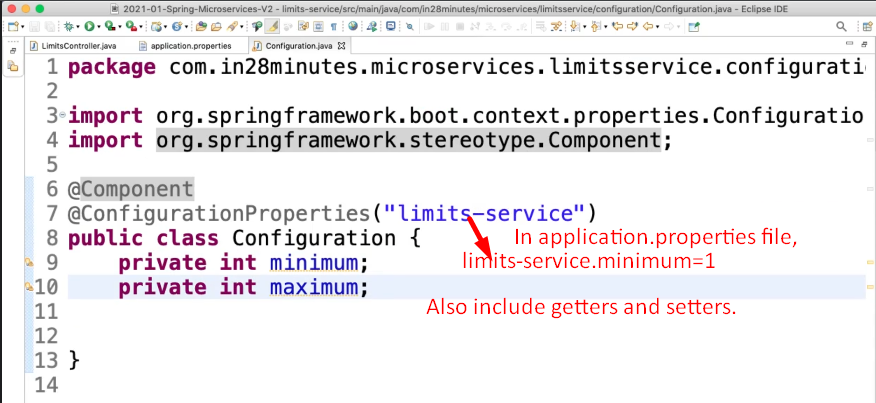 2021-01-Spring-Microservices-V2 - limits-service/src/main/java/com/in28minutes/microservices/limitsservice/configuration/Configuration.java - Eclipse IDE
LimitsController.java application.properties Configuration.java
1 package com.in28minutes.microservices.limitsservice.configurati
2
3 import org.springframework.boot.context.properties.Configuration
4 import org.springframework.stereotype.Component;
5
6 @Component
7 @ConfigurationProperties("limits-service")
8 public class Configuration {
In application.properties file,
9 private int minimum;
limits-service.minimum=1
10 private int maximum;
11
Also include getters and setters.
12
13 }
14